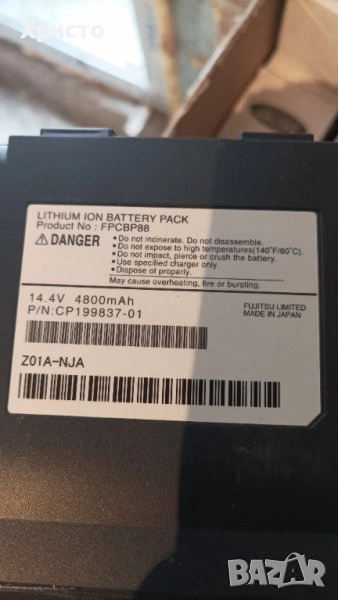 Христо
LITHIUM ION BATTERY PACK
Product No : FPCBP88
⚠DANGER
•Do not incinerate. Do not disassemble.
•Do not expose to high temperatures(140°F/60°C).
•Do not impact, pierce or crush the battery.
•Use specified charger only.
•Dispose of properly.
May cause overheating, fire or bursting.
14.4V 4800mAh
P/N:CP199837-01
FUJITSU LIMITED
MADE IN JAPAN
Z01A-NJA
BAZAR
bg